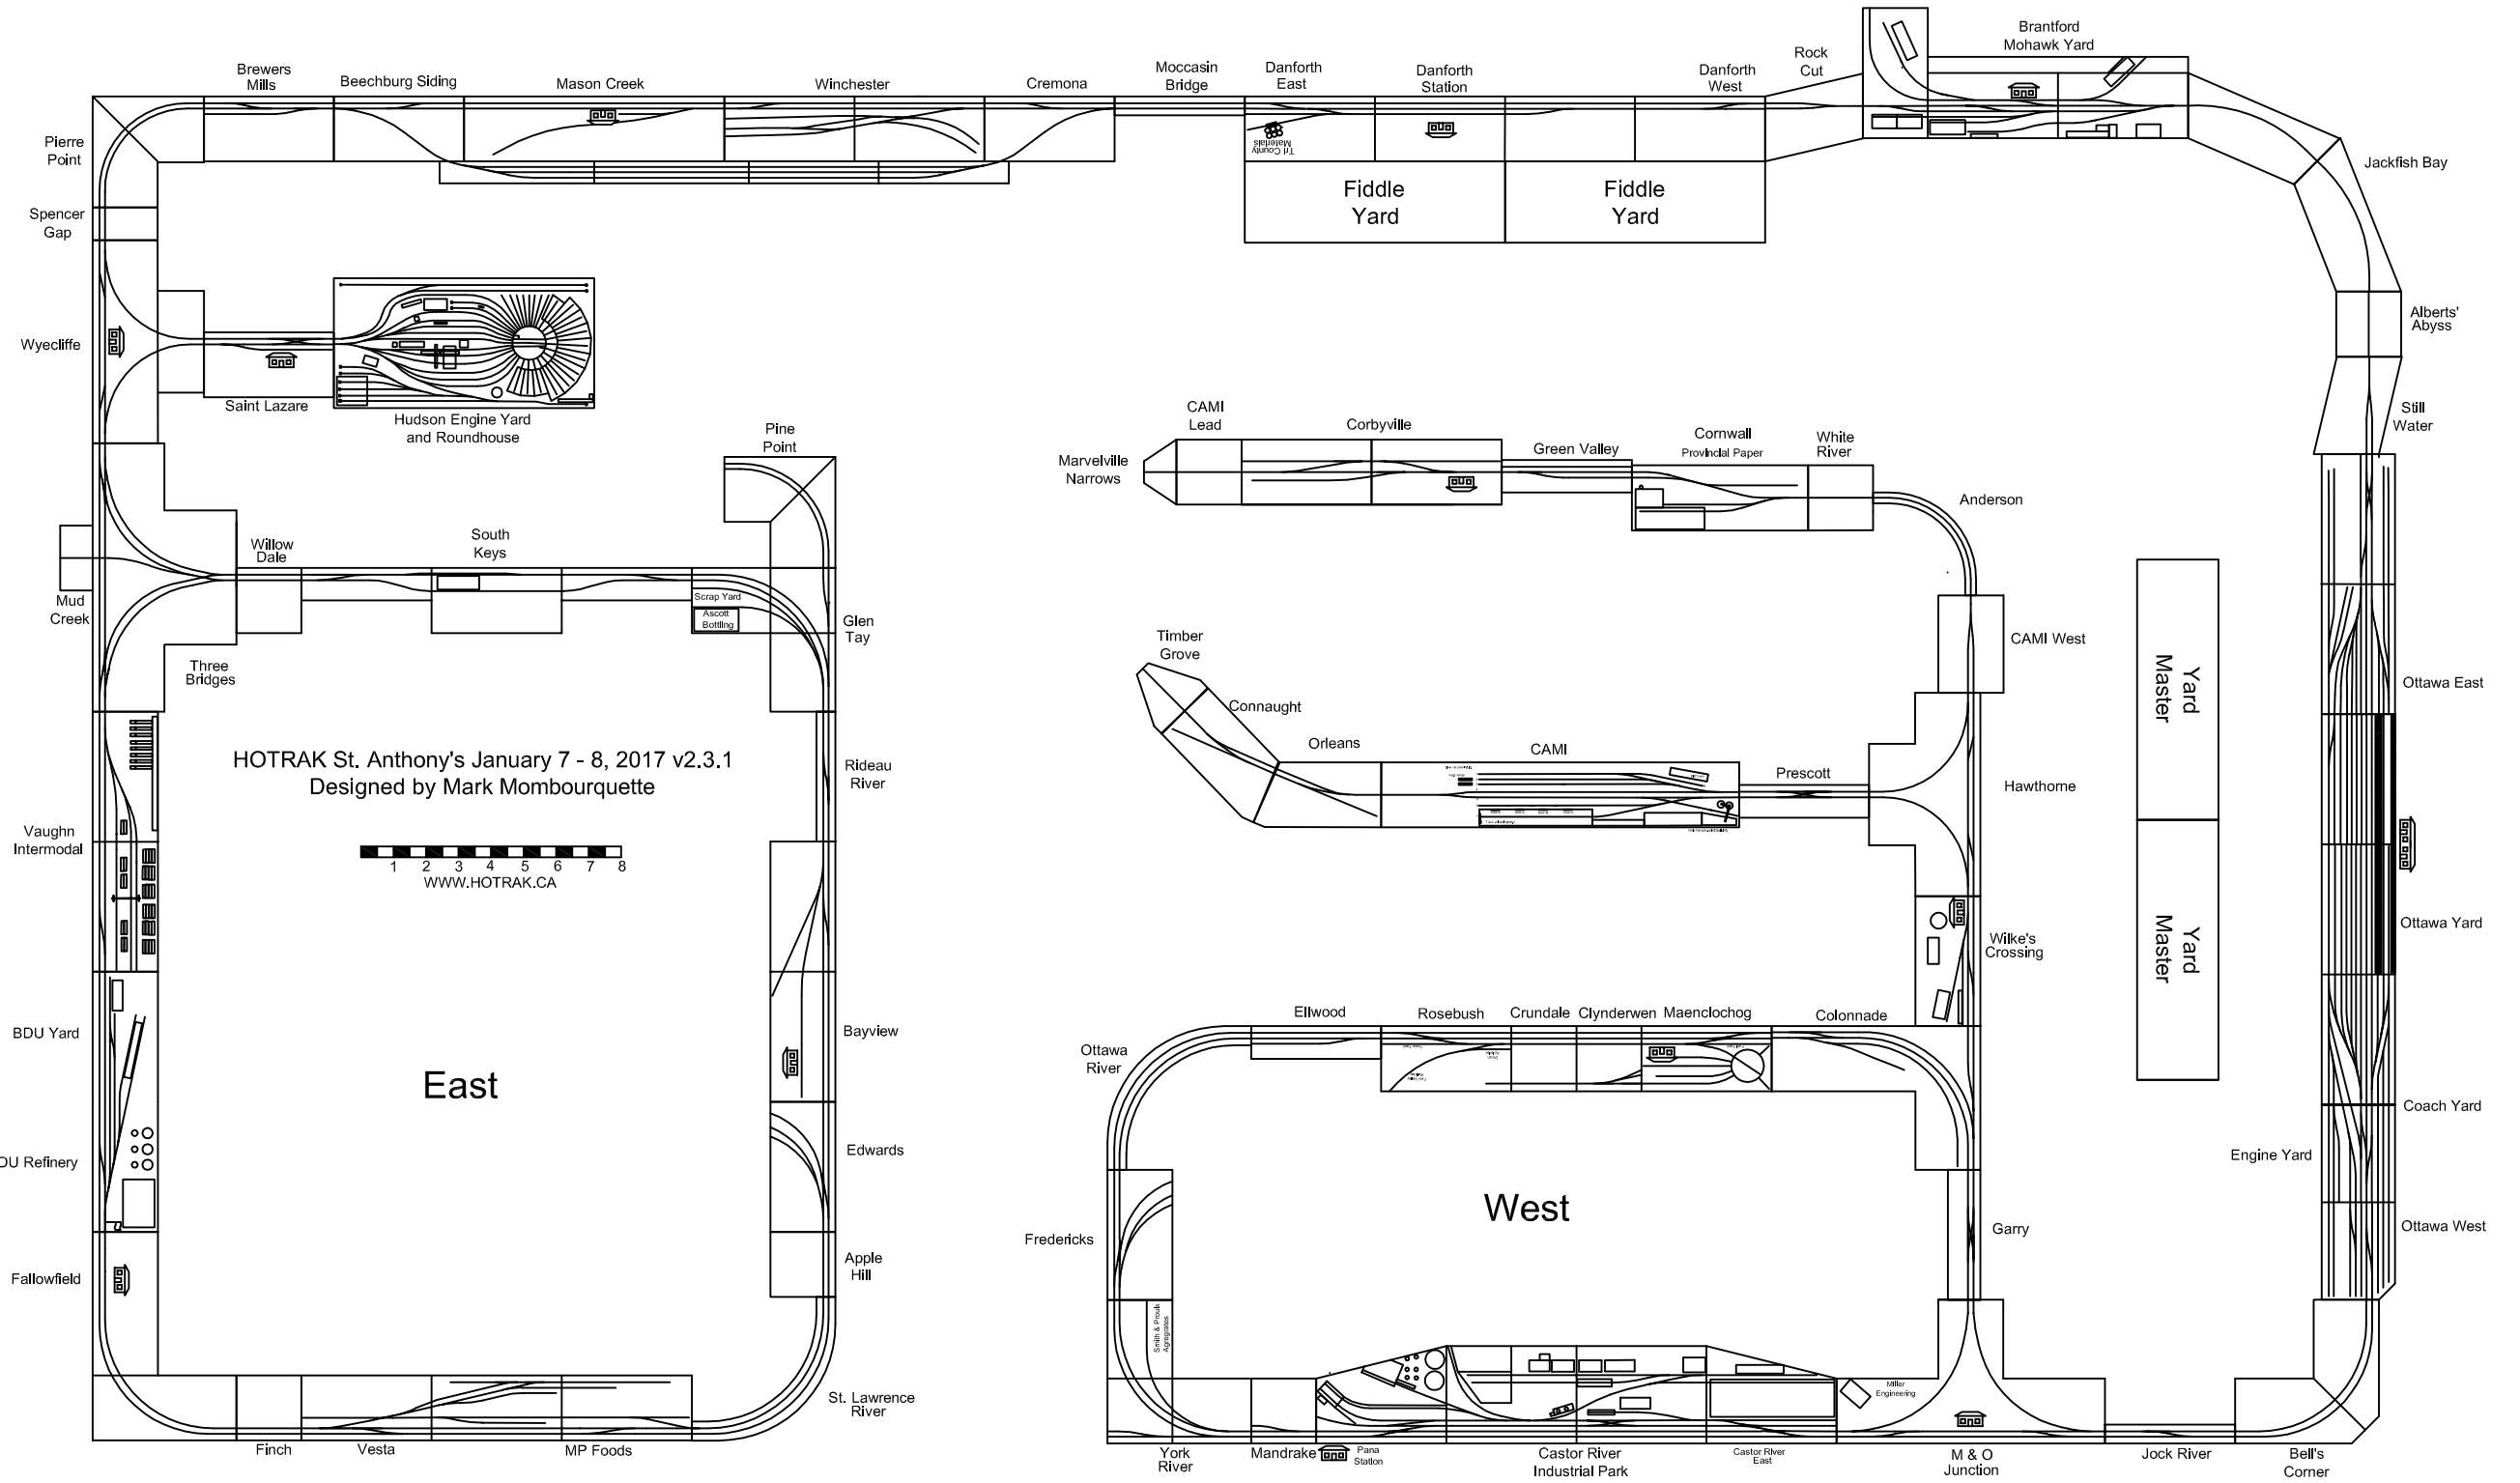 Brewers
Mills
Beechburg Siding
Mason Creek
Winchester
Cremona
Moccasin
Bridge
Danforth
East
Danforth
Station
Danforth
West
Rock
Cut
Brantford
Mohawk Yard
Pierre
Point
Tri County
Materials
Jackfish Bay
Fiddle
Yard
Fiddle
Yard
Spencer
Gap
Wyecliffe
Alberts'
Abyss
Saint Lazare
Hudson Engine Yard
and Roundhouse
Still
Water
Pine
Point
CAMI
Lead
Corbyville
Green Valley
Cornwall
Provincial Paper
White
River
Marvelville
Narrows
Anderson
Willow
Dale
South
Keys
Mud
Creek
Scrap Yard
Ascott
Bottling
Glen
Tay
Three
Bridges
Timber
Grove
Connaught
Orleans
CAMI
Prescott
CAMI West
Hawthorne
Yard
Master
Yard
Master
Ottawa East
HOTRAK St. Anthony's January 7 - 8, 2017 v2.3.1
Designed by Mark Mombourquette
Rideau
River
Vaughn
Intermodal
1 2 3 4 5 6 7 8
WWW.HOTRAK.CA
Wilke's
Crossing
Ottawa Yard
BDU Yard
Bayview
East
Ottawa
River
Ellwood
Rosebush
Crundale
Clynderwen
Maenclochog
Colonnade
Coach Yard
Engine Yard
DU Refinery
Edwards
West
Fredericks
Garry
Ottawa West
Fallowfield
Apple
Hill
Smith & Proulx
Aggregrates
St. Lawrence
River
Miller
Engineering
Finch
Vesta
MP Foods
York
River
Mandrake
Pana
Station
Castor River
Industrial Park
Castor River
East
M & O
Junction
Jock River
Bell's
Corner